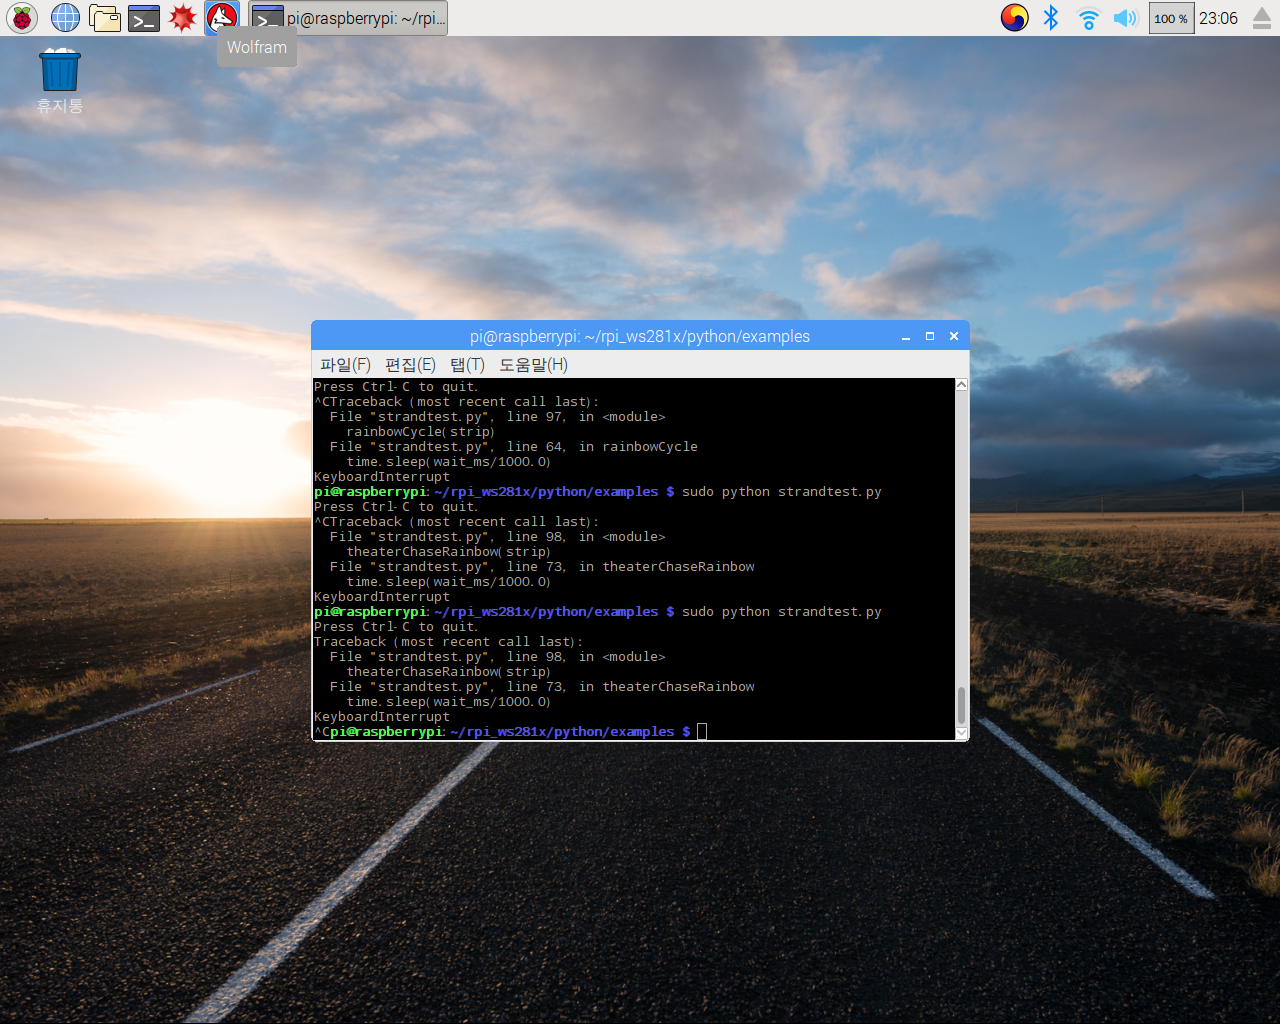 pi@raspberrypi: ~/rpi...
100 %
23:06
Wolfram
휴지통
pi@raspberrypi: ~/rpi_ws281x/python/examples
파일(F) 편집(E) 탭(T) 도움말(H)
Press Ctrl-C to quit.
^CTraceback (most recent call last):
  File "strandtest.py", line 97, in <module>
    rainbowCycle(strip)
  File "strandtest.py", line 64, in rainbowCycle
    time.sleep(wait_ms/1000.0)
KeyboardInterrupt
pi@raspberrypi:~/rpi_ws281x/python/examples $ sudo python strandtest.py
Press Ctrl-C to quit.
^CTraceback (most recent call last):
  File "strandtest.py", line 98, in <module>
    theaterChaseRainbow(strip)
  File "strandtest.py", line 73, in theaterChaseRainbow
    time.sleep(wait_ms/1000.0)
KeyboardInterrupt
pi@raspberrypi:~/rpi_ws281x/python/examples $ sudo python strandtest.py
Press Ctrl-C to quit.
Traceback (most recent call last):
  File "strandtest.py", line 98, in <module>
    theaterChaseRainbow(strip)
  File "strandtest.py", line 73, in theaterChaseRainbow
    time.sleep(wait_ms/1000.0)
KeyboardInterrupt
^Cpi@raspberrypi:~/rpi_ws281x/python/examples $